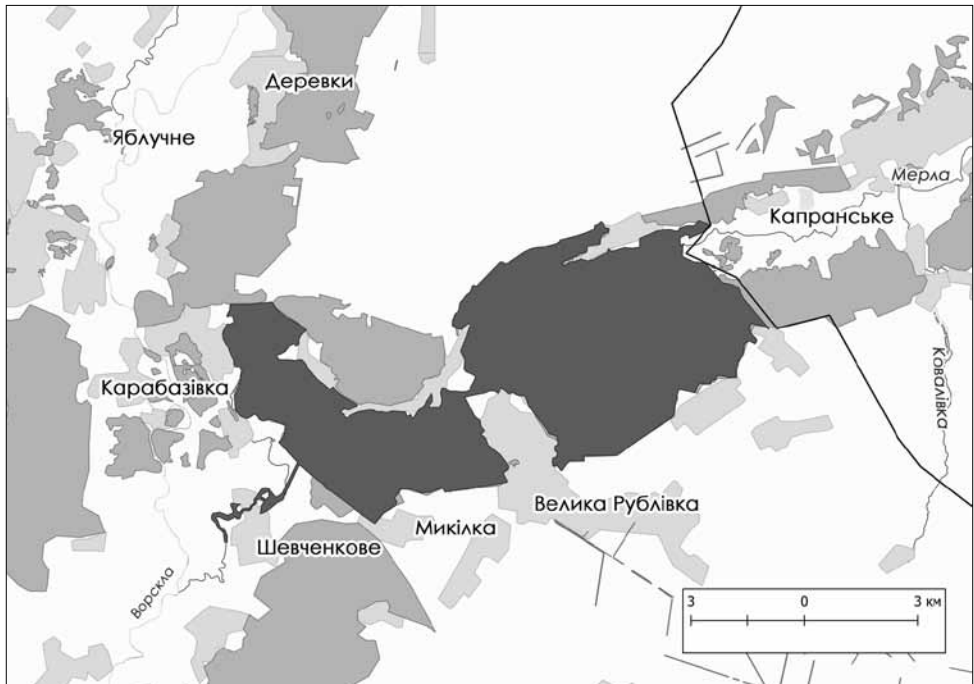 Деревки
Яблучне
Мерла
Капранське
Ковалівка
Карабазівка
Велика Рублівка
Микілка
Шевченкове
Ворскла
3 0 3 км